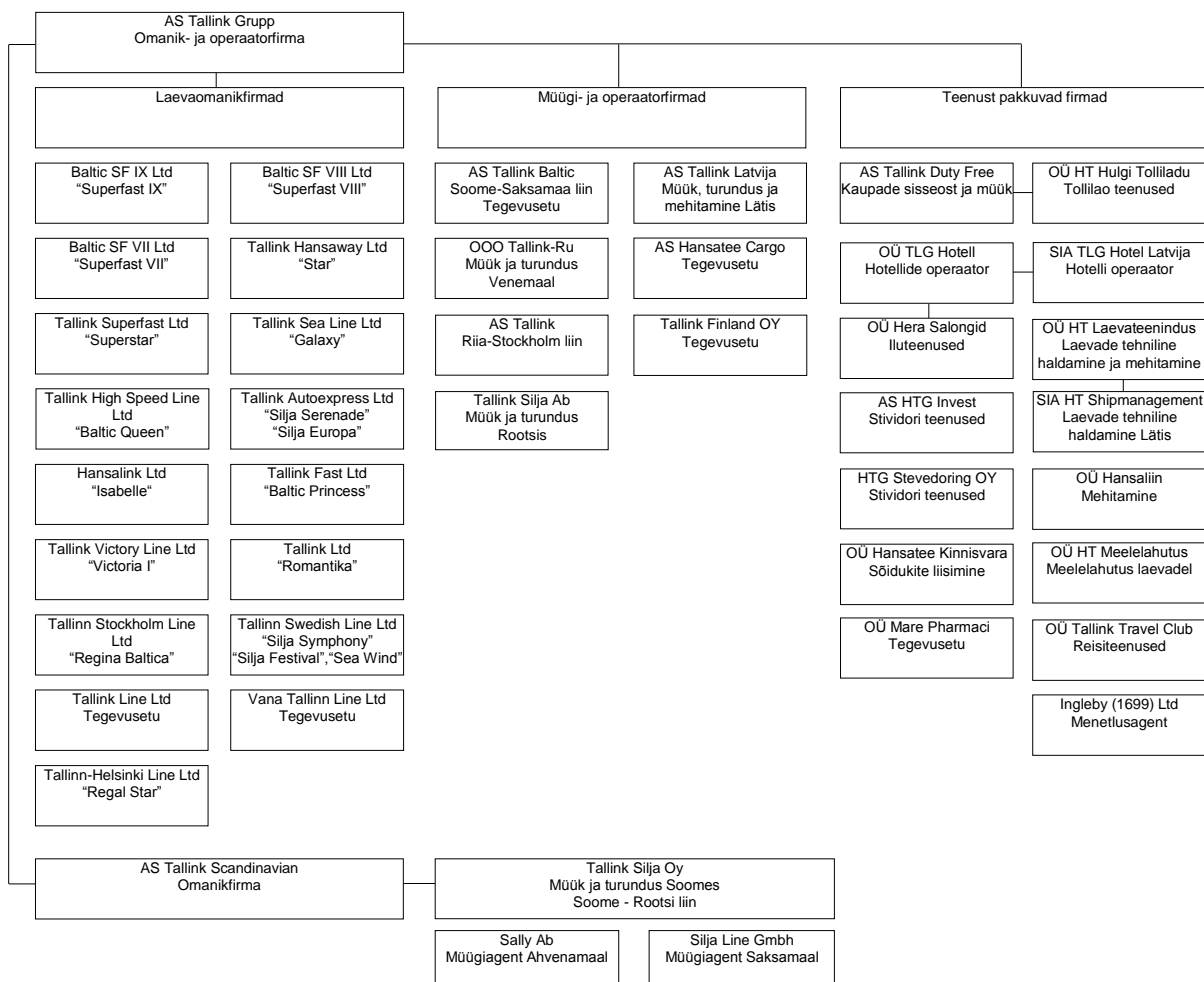 AS Tallink Grupp
Omanik- ja operaatorfirma
Laevaomanikfirmad
Müügi- ja operaatorfirmad
Teenust pakkuvad firmad
Baltic SF IX Ltd
“Superfast IX”
Baltic SF VIII Ltd
“Superfast VIII”
AS Tallink Baltic
Soome-Saksamaa liin
Tegevusetu
AS Tallink Latvija
Müük, turundus ja
mehitamine Lätis
AS Tallink Duty Free
Kaupade sisseost ja müük
OÜ HT Hulgi Tolliladu
Tollilao teenused
Baltic SF VII Ltd
“Superfast VII”
Tallink Hansaway Ltd
“Star”
OOO Tallink-Ru
Müük ja turundus
Venemaal
AS Hansatee Cargo
Tegevusetu
OÜ TLG Hotell
Hotellide operaator
SIA TLG Hotel Latvija
Hotelli operaator
Tallink Superfast Ltd
“Superstar”
Tallink Sea Line Ltd
“Galaxy”
AS Tallink
Riia-Stockholm liin
Tallink Finland OY
Tegevusetu
OÜ Hera Salongid
Iluteenused
OÜ HT Laevateenindus
Laevade tehniline
haldamine ja mehitamine
Tallink High Speed Line
Ltd
“Baltic Queen”
Tallink Autoexpress Ltd
“Silja Serenade”
“Silja Europa”
Tallink Silja Ab
Müük ja turundus
Rootsis
AS HTG Invest
Stividori teenused
SIA HT Shipmanagement
Laevade tehniline
haldamine Lätis
Hansalink Ltd
“Isabelle“
Tallink Fast Ltd
“Baltic Princess”
HTG Stevedoring OY
Stividori teenused
OÜ Hansaliin
Mehitamine
Tallink Victory Line Ltd
“Victoria I”
Tallink Ltd
“Romantika”
OÜ Hansatee Kinnisvara
Sõidukite liisimine
OÜ HT Meelelahutus
Meelelahutus laevadel
Tallinn Stockholm Line
Ltd
“Regina Baltica”
Tallinn Swedish Line Ltd
“Silja Symphony”
“Silja Festival”,“Sea Wind”
OÜ Mare Pharmaci
Tegevusetu
OÜ Tallink Travel Club
Reisiteenused
Tallink Line Ltd
Tegevusetu
Vana Tallinn Line Ltd
Tegevusetu
Ingleby (1699) Ltd
Menetlusagent
Tallinn-Helsinki Line Ltd
“Regal Star”
AS Tallink Scandinavian
Omanikfirma
Tallink Silja Oy
Müük ja turundus Soomes
Soome - Rootsi liin
Sally Ab
Müügiagent Ahvenamaal
Silja Line Gmbh
Müügiagent Saksamaal